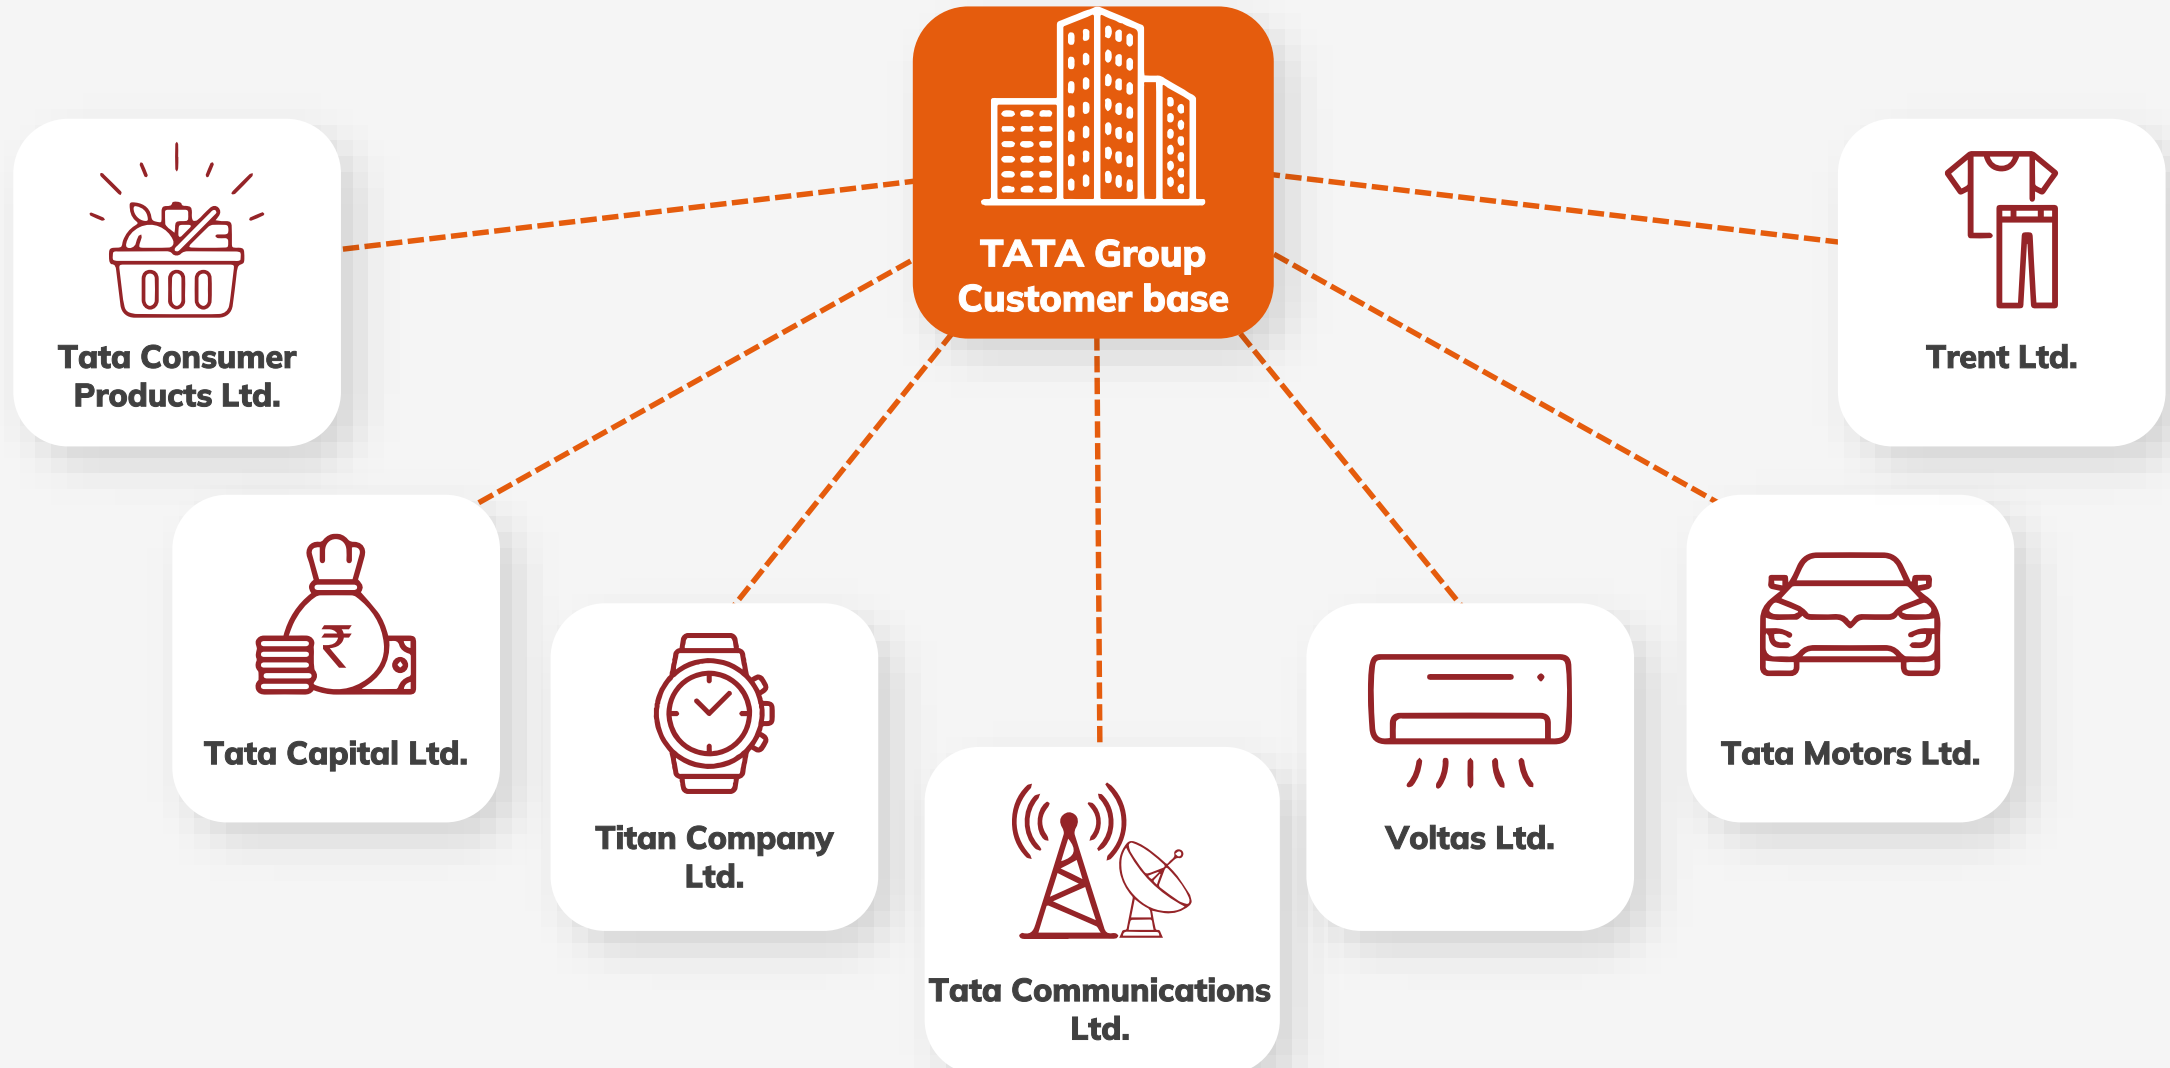 TATA Group
Customer base
Tata Consumer
Products Ltd.
Trent Ltd.
₹
Tata Capital Ltd.
Tata Motors Ltd.
Titan Company
Ltd.
Voltas Ltd.
Tata Communications
Ltd.